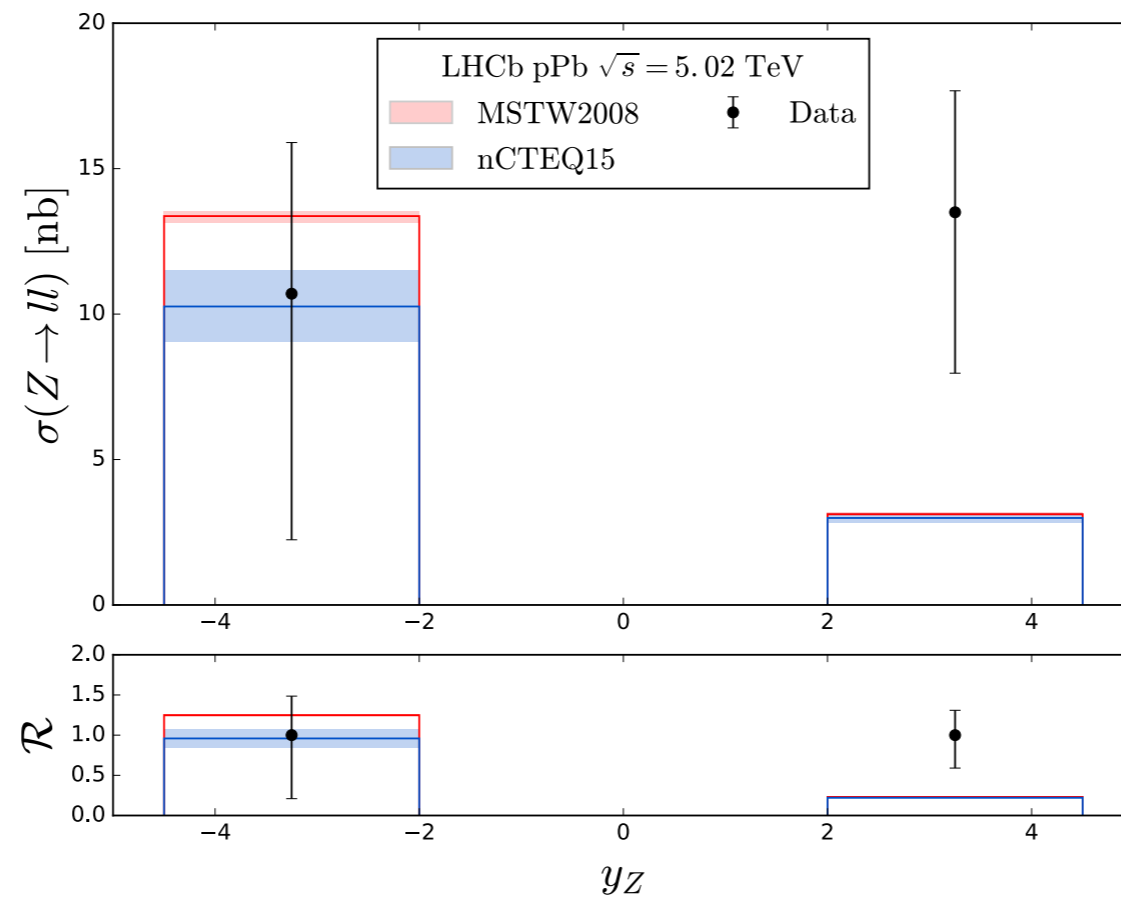 20
15
10
5
0
σ(Z → ll) [nb]
LHCb pPb √s = 5.02 TeV
MSTW2008
Data
nCTEQ15
−4 −2 0 2 4
2.0
1.5
1.0
0.5
0.0
ℛ
−4 −2 0 2 4
y_Z